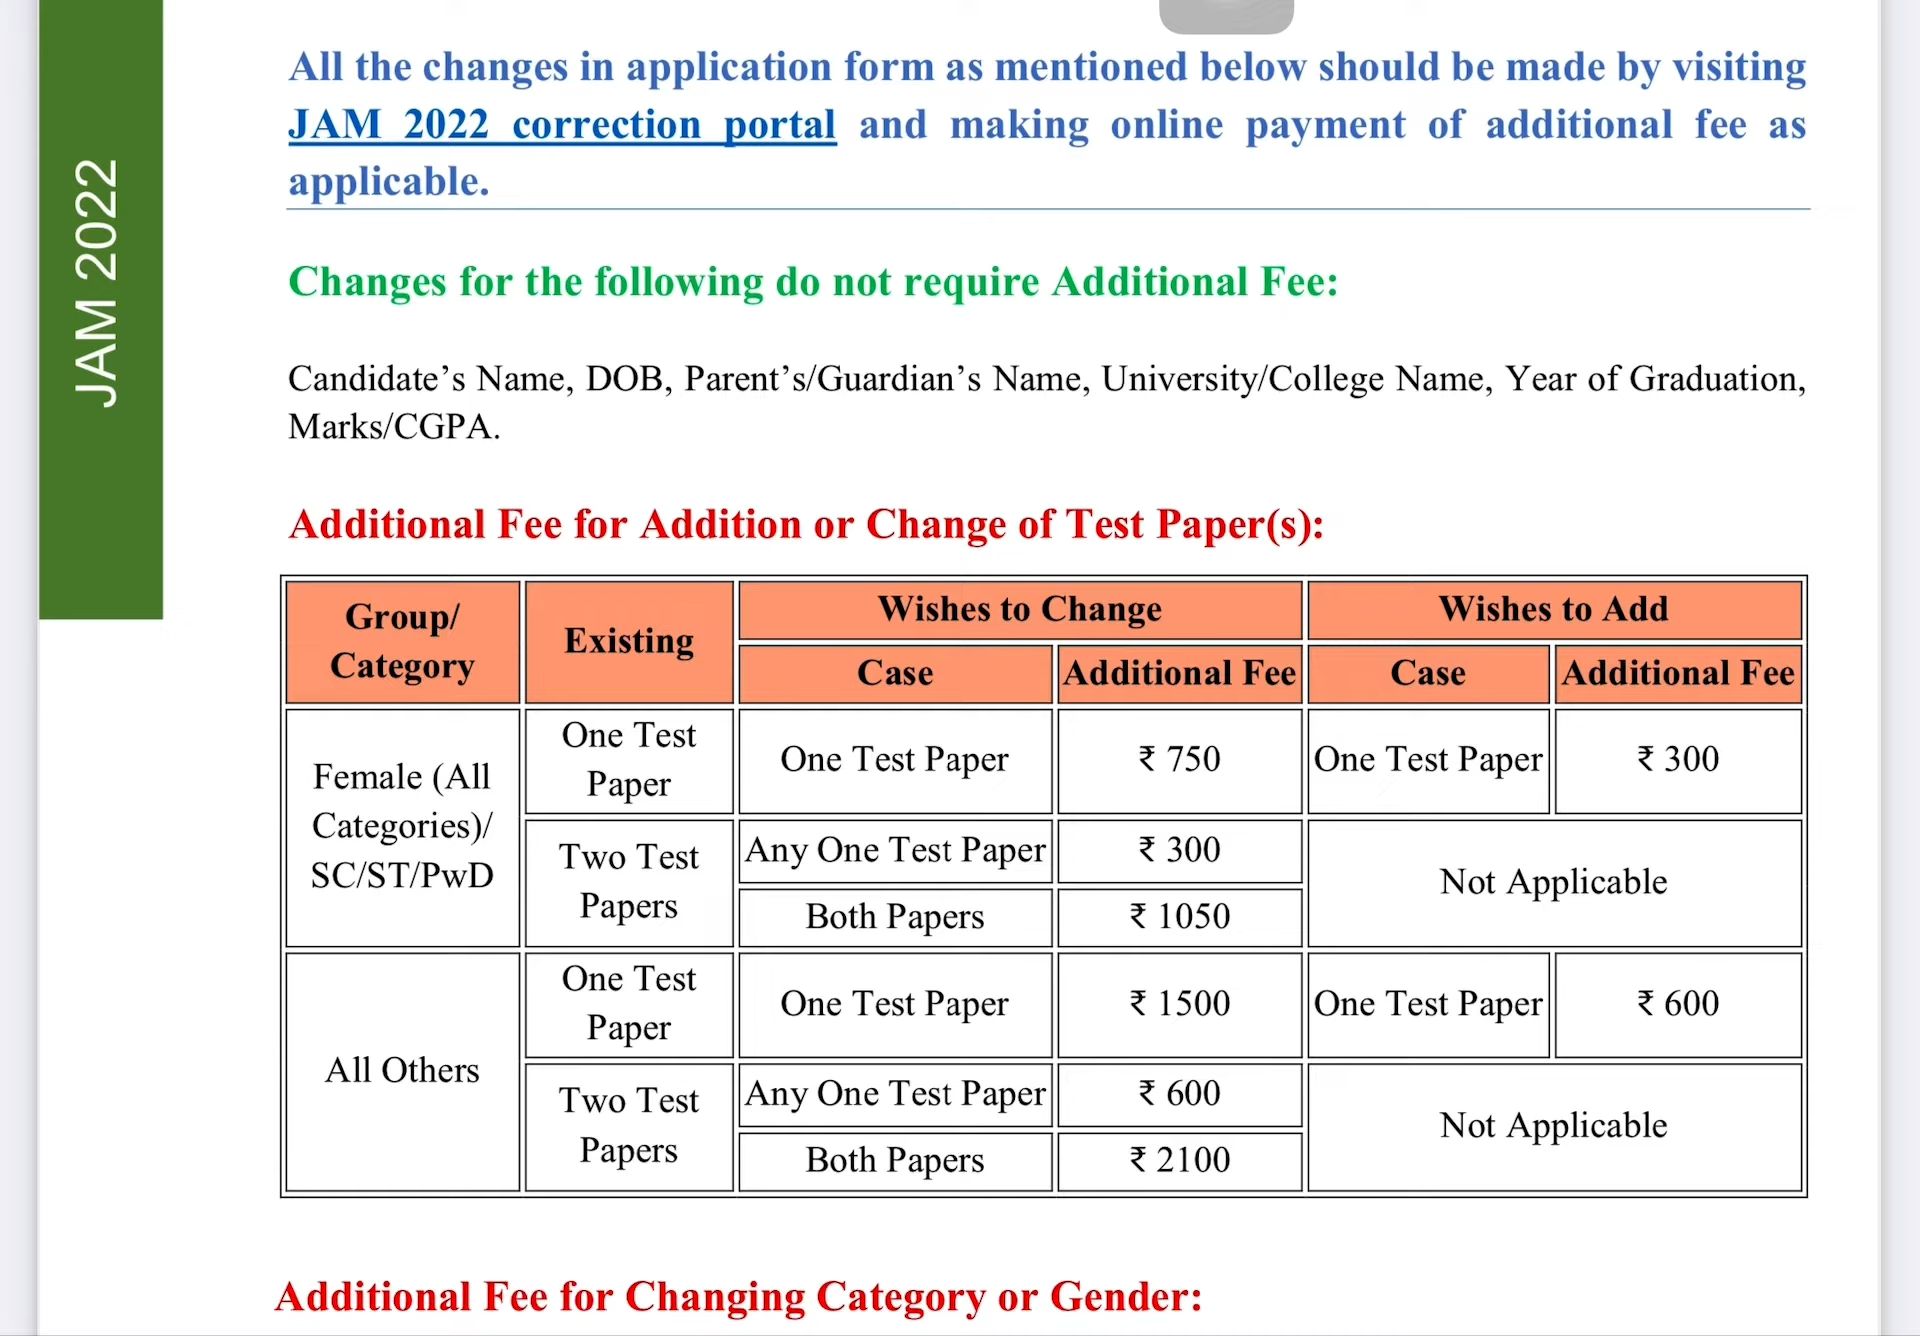 JAM 2022
All the changes in application form as mentioned below should be made by visiting
JAM 2022 correction portal and making online payment of additional fee as
applicable.
Changes for the following do not require Additional Fee:
Candidate’s Name, DOB, Parent’s/Guardian’s Name, University/College Name, Year of Graduation,
Marks/CGPA.
Additional Fee for Addition or Change of Test Paper(s):
Group/
Category
Existing
Wishes to Change
Wishes to Add
Case
Additional Fee
Case
Additional Fee
Female (All
Categories)/
SC/ST/PwD
One Test
Paper
One Test Paper
₹ 750
One Test Paper
₹ 300
Two Test
Papers
Any One Test Paper
₹ 300
Not Applicable
Both Papers
₹ 1050
All Others
One Test
Paper
One Test Paper
₹ 1500
One Test Paper
₹ 600
Two Test
Papers
Any One Test Paper
₹ 600
Not Applicable
Both Papers
₹ 2100
Additional Fee for Changing Category or Gender: